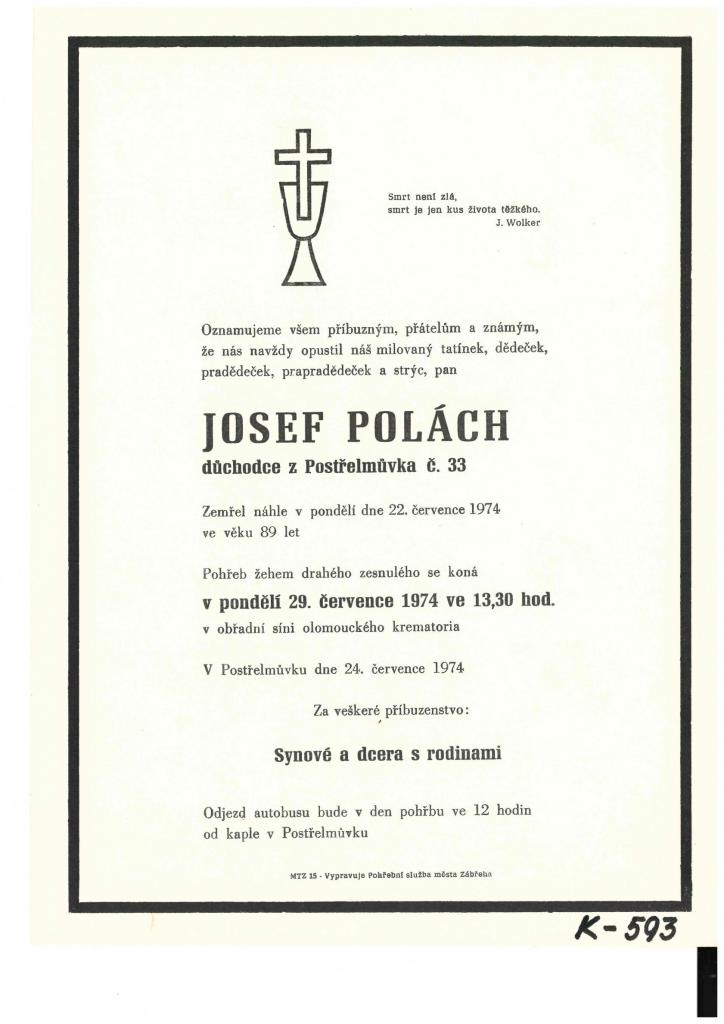 Smrt není zlá,
smrt je jen kus života těžkého.
J. Wolker
Oznamujeme všem příbuzným, přátelům a známým,
že nás navždy opustil náš milovaný tatínek, dědeček,
pradědeček, prapradědeček a strýc, pan
JOSEF POLÁCH
důchodce z Postřelmůvka č. 33
Zemřel náhle v pondělí dne 22. července 1974
ve věku 89 let
Pohřeb žehem drahého zesnulého se koná
v pondělí 29. července 1974 ve 13,30 hod.
v obřadní síni olomouckého krematoria
V Postřelmůvku dne 24. července 1974
Za veškeré příbuzenstvo:
Synové a dcera s rodinami
Odjezd autobusu bude v den pohřbu ve 12 hodin
od kaple v Postřelmůvku
MTZ 15 - Vypravuje Pohřební služba města Zábřeha
K-593